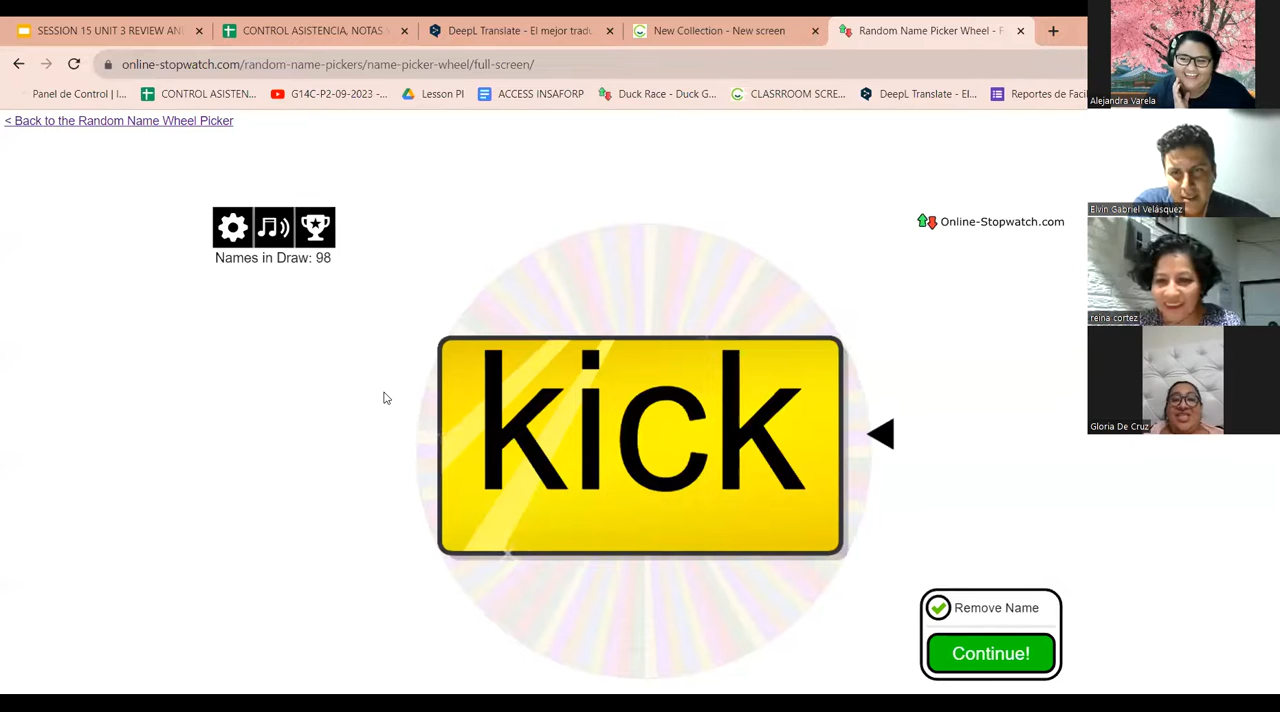 SESSION 15 UNIT 3 REVIEW AN
CONTROL ASISTENCIA, NOTAS
DeepL Translate - El mejor tradu
New Collection - New screen
Random Name Picker Wheel - F
online-stopwatch.com/random-name-pickers/name-picker-wheel/full-screen/
Panel de Control | I...
CONTROL ASISTEN...
G14C-P2-09-2023 -...
Lesson PI
ACCESS INSAFORP
Duck Race - Duck G...
CLASRROOM SCRE...
DeepL Translate - El...
Reportes de Facil
< Back to the Random Name Wheel Picker
Names in Draw: 98
Online-Stopwatch.com
kick
Remove Name
Continue!
Alejandra Varela
Elvin Gabriel Velásquez
reina cortez
Gloria De Cruz